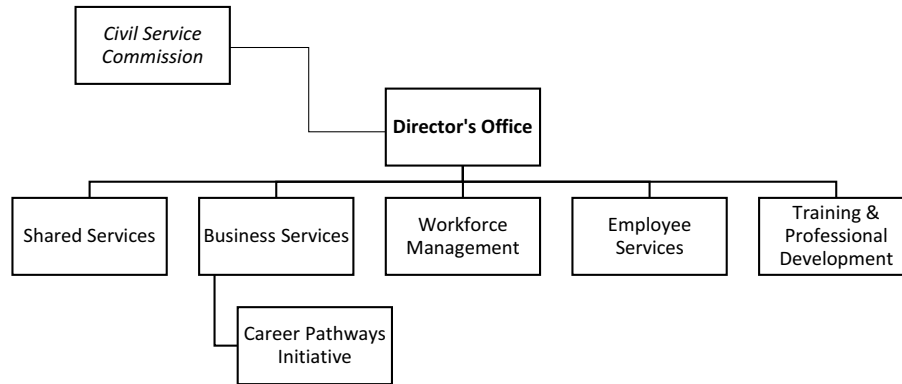 Civil Service
Commission
Director's Office
Shared Services
Business Services
Workforce
Management
Employee
Services
Training &
Professional
Development
Career Pathways
Initiative